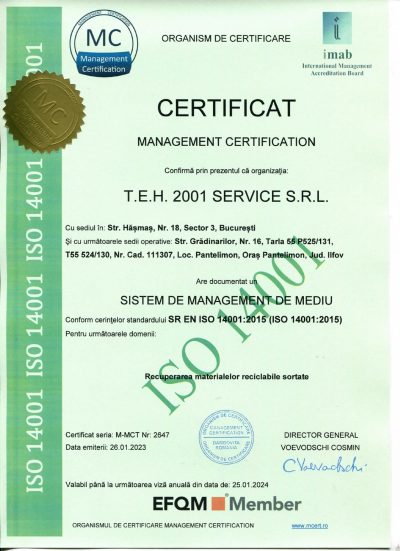 MC
Management
Certification
ORGANISM DE CERTIFICARE
imab
International Management
Accreditation Board
MC
CERTIFICAT
MANAGEMENT CERTIFICATION
Confirmă prin prezentul că organizația:
T.E.H. 2001 SERVICE S.R.L.
Cu sediul în: Str. Hășmaș, Nr. 18, Sector 3, București
Și cu următoarele sedii operative: Str. Grădinarilor, Nr. 16, Tarla 55 P525/131,
T55 524/130, Nr. Cad. 111307, Loc. Pantelimon, Oraș Pantelimon, Jud. Ilfov
Are documentat un
SISTEM DE MANAGEMENT DE MEDIU
Conform cerințelor standardului SR EN ISO 14001:2015 (ISO 14001:2015)
Pentru următoarele domenii:
Recuperarea materialelor reciclabile sortate
ISO 14001
ISO 14001 ISO 14001 ISO 14001 ISO 14001
Certificat seria: M-MCT Nr: 2647
Data emiterii: 26.01.2023
MANAGEMENT
CERTIFICATION
DAMBOVITA
ROMANIA
DIRECTOR GENERAL
VOEVODSCHI COSMIN
CVoevodschi
Valabil până la următoarea viză anuală din data de: 25.01.2024
EFQM Member
ORGANISMUL DE CERTIFICARE MANAGEMENT CERTIFICATION
www.mcert.ro